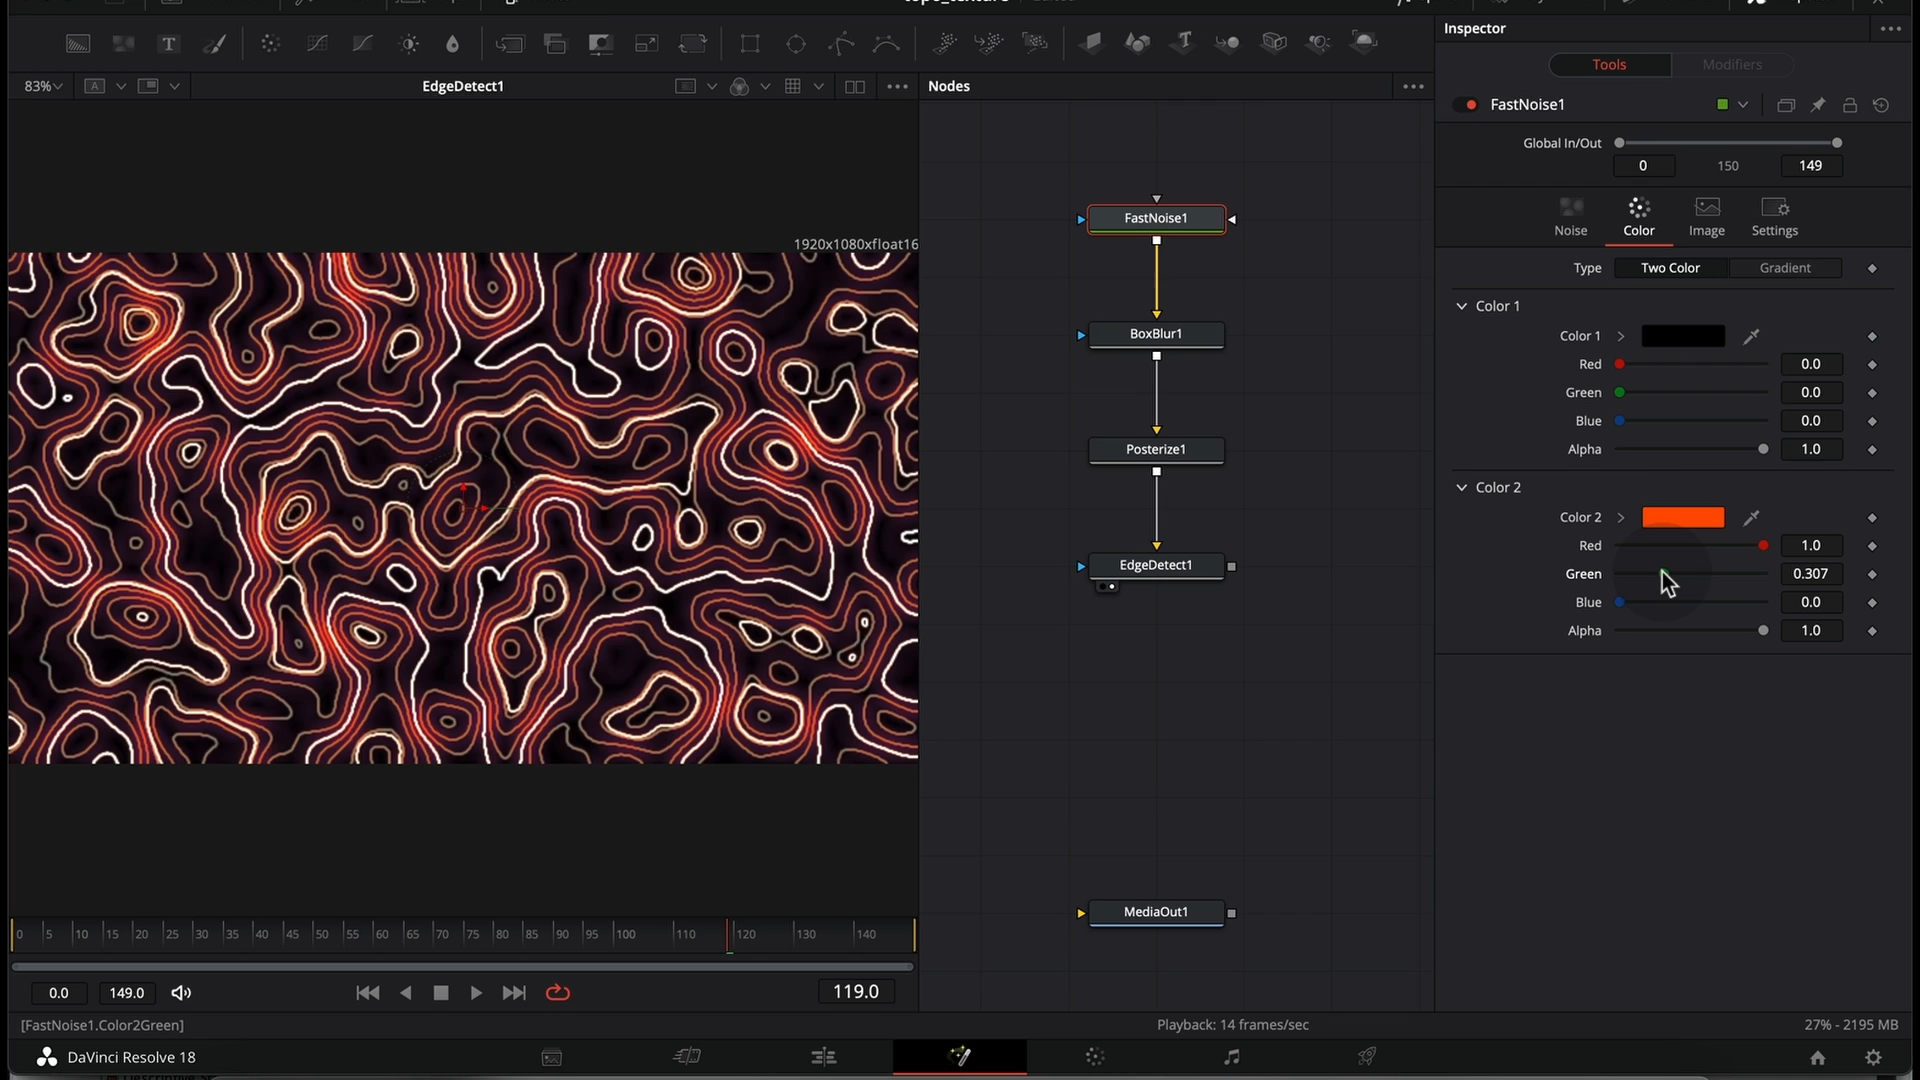 Inspector
83%
A
T
EdgeDetect1
Nodes
Tools
Modifiers
FastNoise1
Global In/Out
0
150
149
Noise
Color
Image
Settings
1920x1080xfloat16
FastNoise1
BoxBlur1
Posterize1
EdgeDetect1
MediaOut1
Type
Two Color
Gradient
Color 1
Color 1
Red
0.0
Green
0.0
Blue
0.0
Alpha
1.0
Color 2
Color 2
Red
1.0
Green
0.307
Blue
0.0
Alpha
1.0
0 5 10 15 20 25 30 35 40 45 50 55 60 65 70 75 80 85 90 95 100 110 120 130 140
0.0
149.0
119.0
[FastNoise1.Color2Green]
Playback: 14 frames/sec
27% - 2195 MB
DaVinci Resolve 18